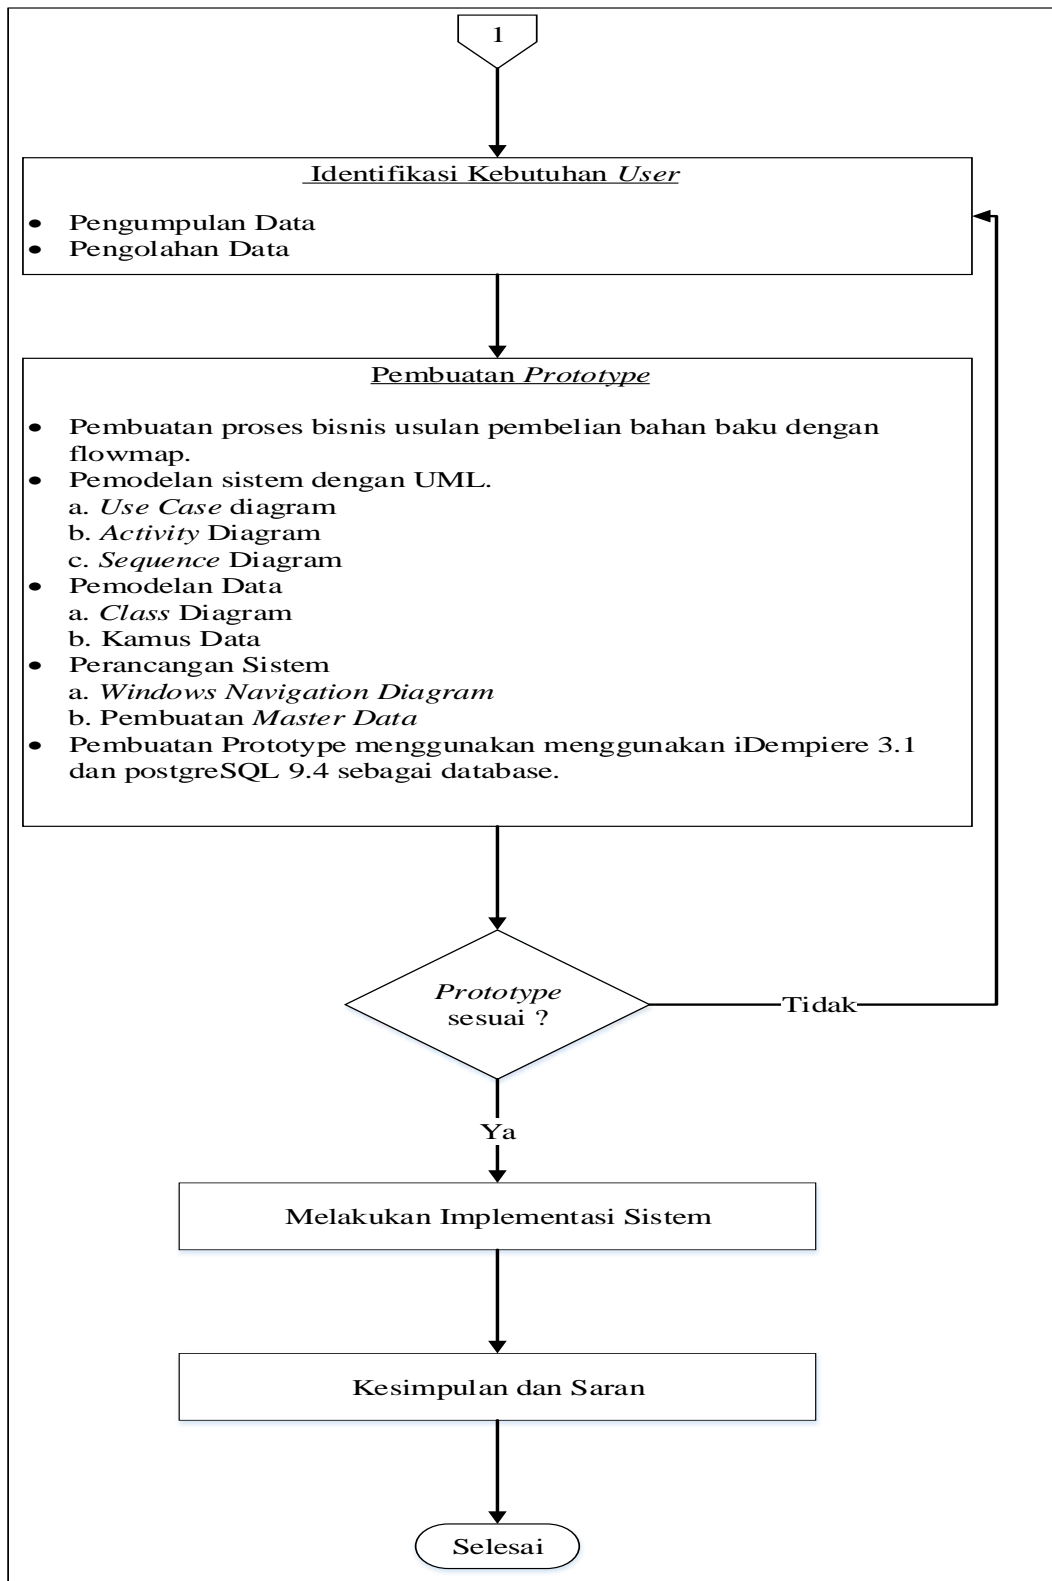 1
Identifikasi Kebutuhan User
• Pengumpulan Data
• Pengolahan Data
Pembuatan Prototype
• Pembuatan proses bisnis usulan pembelian bahan baku dengan
flowmap.
• Pemodelan sistem dengan UML.
a. Use Case diagram
b. Activity Diagram
c. Sequence Diagram
• Pemodelan Data
a. Class Diagram
b. Kamus Data
• Perancangan Sistem
a. Windows Navigation Diagram
b. Pembuatan Master Data
• Pembuatan Prototype menggunakan menggunakan iDempiere 3.1
dan postgreSQL 9.4 sebagai database.
Prototype
sesuai ?
Tidak
Ya
Melakukan Implementasi Sistem
Kesimpulan dan Saran
Selesai